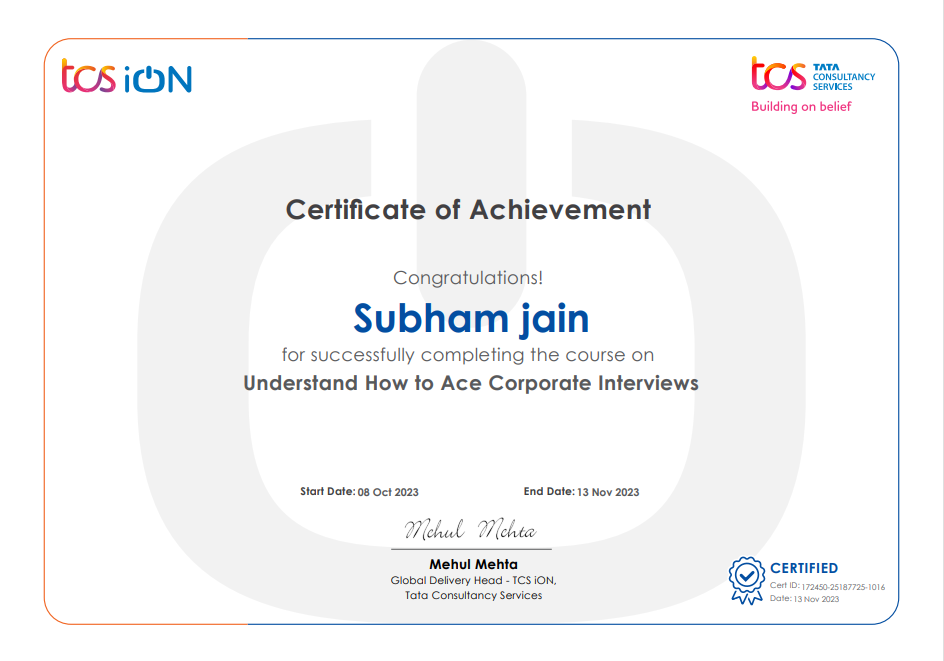 tcs iON
tcs TATA
CONSULTANCY
SERVICES
Building on belief
Certificate of Achievement
Congratulations!
Subham jain
for successfully completing the course on
Understand How to Ace Corporate Interviews
Start Date: 08 Oct 2023 End Date: 13 Nov 2023
Mehul Mehta
Mehul Mehta
Global Delivery Head - TCS iON,
Tata Consultancy Services
CERTIFIED
Cert ID: 172450-25187725-1016
Date: 13 Nov 2023